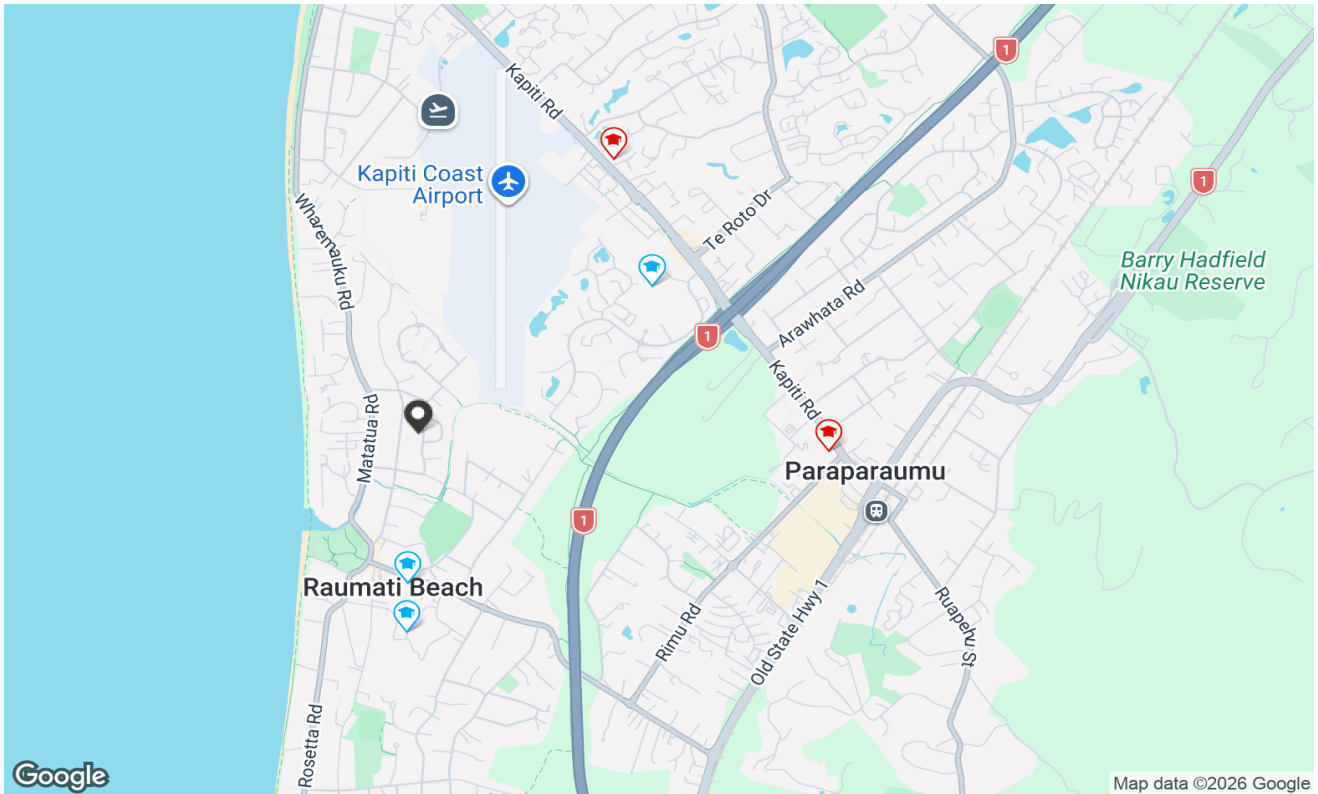 1
Kapiti Rd
Kapiti Coast
Airport
1
Te Roto Dr
Wharemauku Rd
Barry Hadfield
Nikau Reserve
Arawhata Rd
1
Kapiti Rd
Matatua Rd
Paraparaumu
1
Raumati Beach
Old State Hwy 1
Ruapehu St
Rimu Rd
Rosetta Rd
Google
Map data ©2026 Google